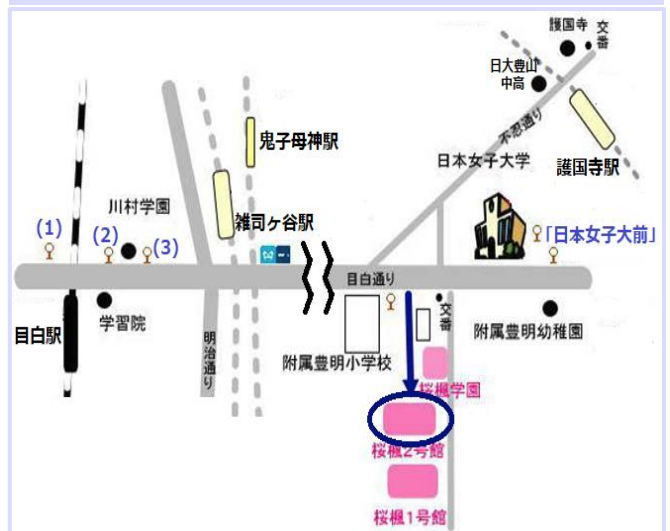 護国寺
交番
日大豊山
中高
不忍通り
護国寺駅
日本女子大学
鬼子母神駅
川村学園
雑司ヶ谷駅
(1)
(2)
(3)
「日本女子大前」
目白通り
目白駅
学習院
明治通り
交番
附属豊明小学校
附属豊明幼稚園
桜楓学園
桜楓2号館
桜楓1号館